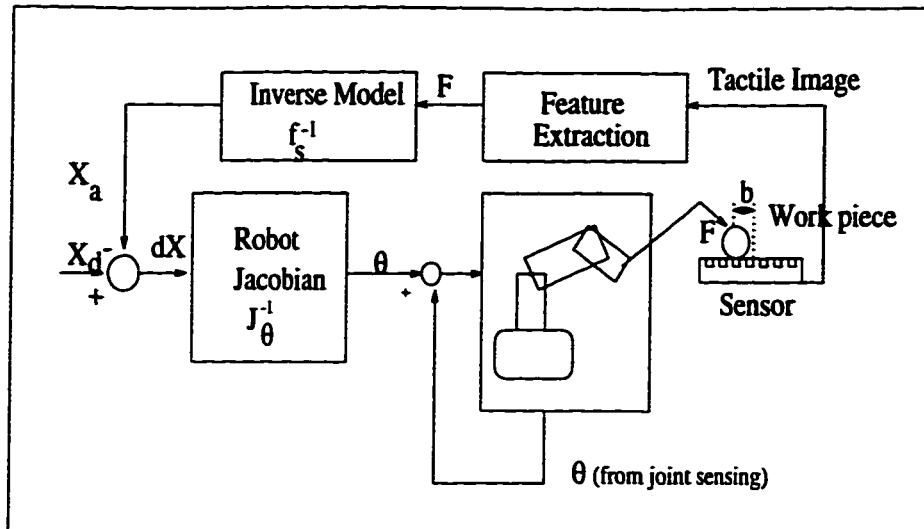 Inverse Model
f_s^-1
F
Feature
Extraction
Tactile Image
X_a
b
Work piece
F
X_d
-
+
dX
Robot
Jacobian
J_θ^-1
θ
+
Sensor
θ (from joint sensing)